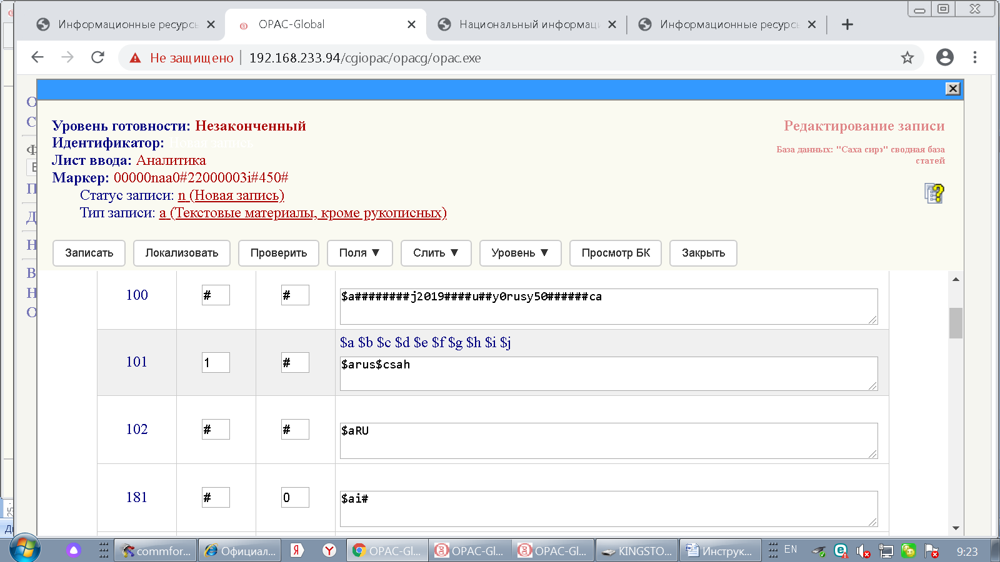 Информационные ресурсы
OPAC-Global
Национальный информаци
Информационные ресурсы
Не защищено
192.168.233.94/cgiopac/opacg/opac.exe
О
С
Ф
П
Д
Н
В
Н
О
Уровень готовности: Незаконченный
Идентификатор: Новая запись
Лист ввода: Аналитика
Маркер: 00000naa0#22000003i#450#
Статус записи: n (Новая запись)
Тип записи: a (Текстовые материалы, кроме рукописных)
Редактирование записи
База данных: "Саха сирэ" сводная база
статей
Записать
Локализовать
Проверить
Поля ▼
Слить ▼
Уровень ▼
Просмотр БК
Закрыть
100 # # $a########j2019####u##y0rusy50######ca
$a $b $c $d $e $f $g $h $i $j
101 1 # $arus$csah
102 # # $aRU
181 # 0 $ai#
25.
commfor...
Официал...
Я
Y
OPAC-Gl...
OPAC-Gl...
OPAC-Gl...
KINGSTO...
Инструк...
EN
9:23